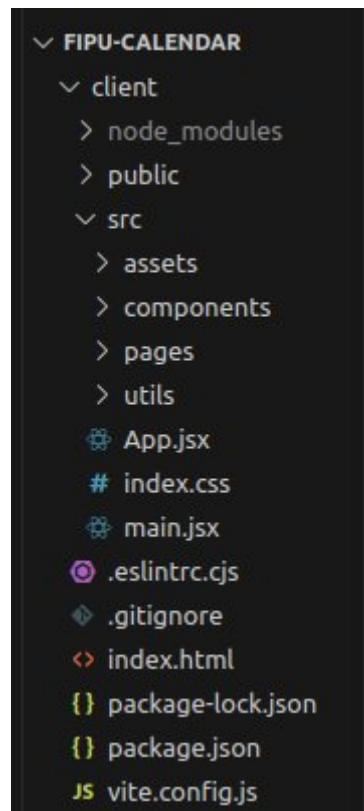 FIPU-CALENDAR
client
node_modules
public
src
assets
components
pages
utils
App.jsx
# index.css
main.jsx
.eslintrc.cjs
.gitignore
<> index.html
{} package-lock.json
{} package.json
JS vite.config.js